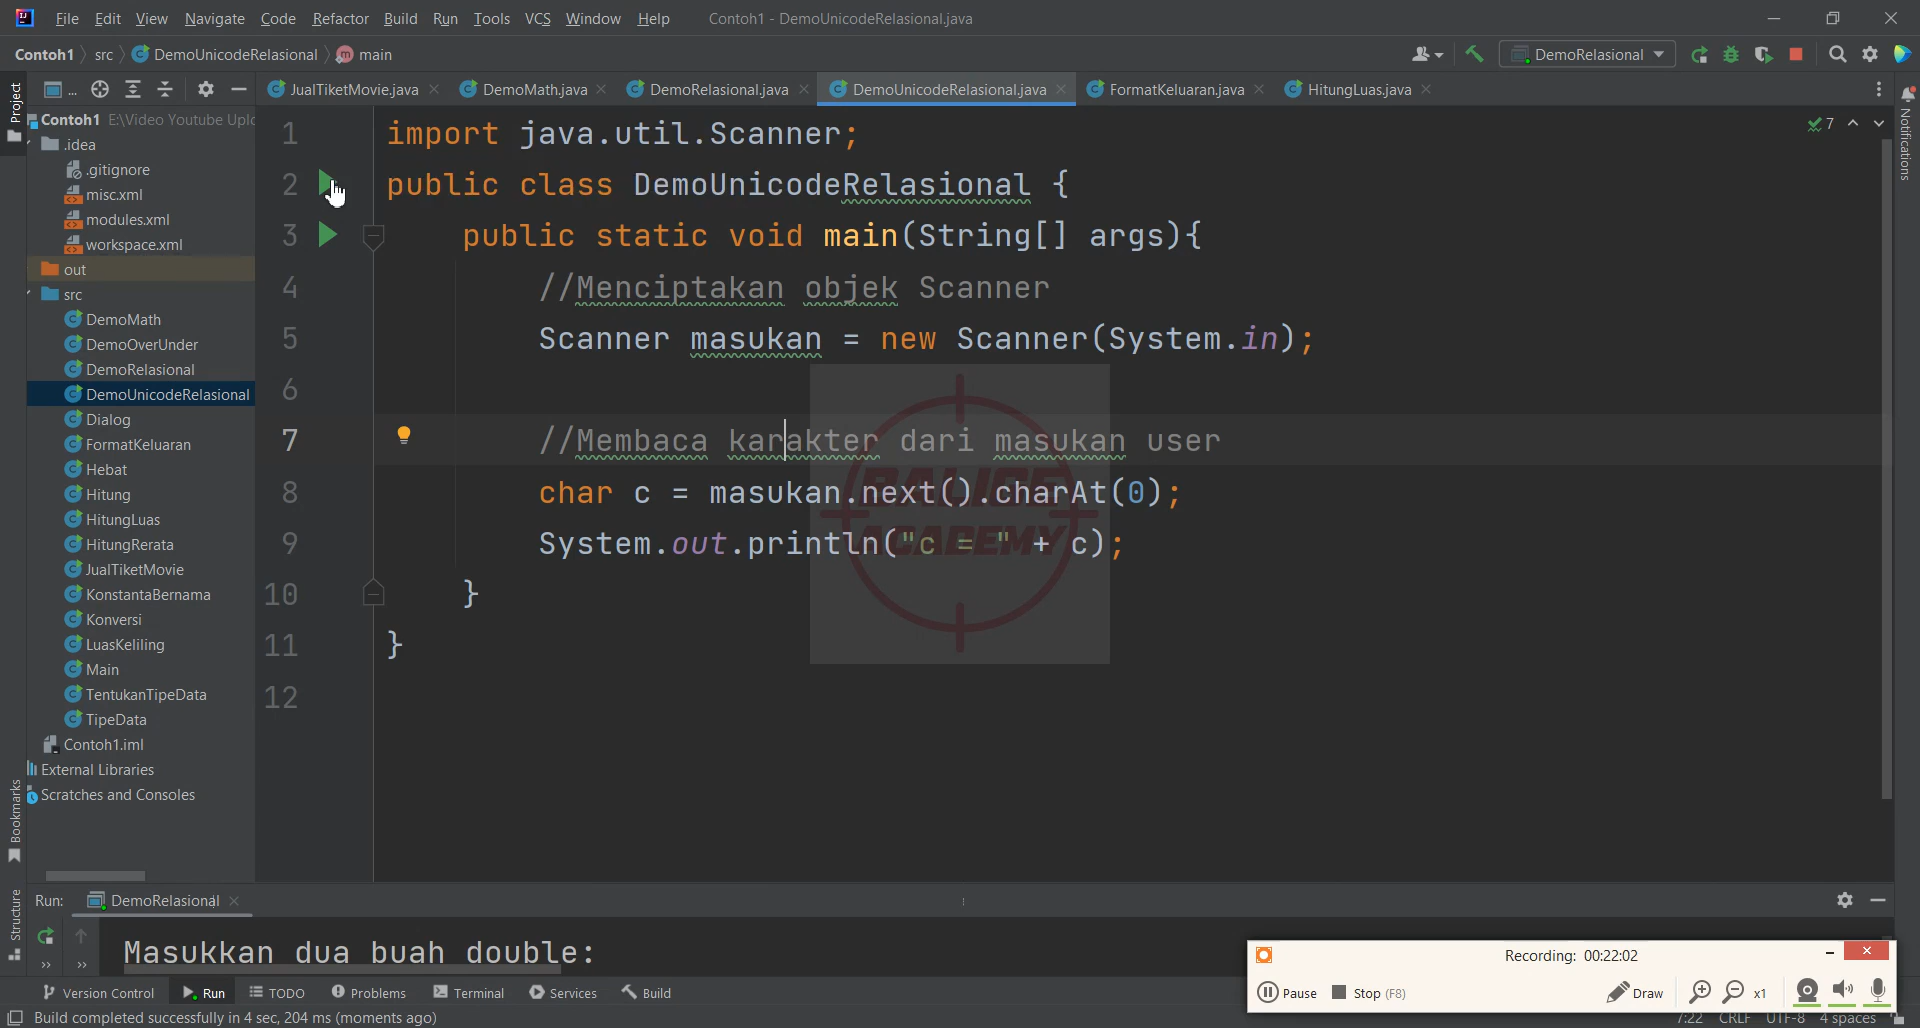 File Edit View Navigate Code Refactor Build Run Tools VCS Window Help Contoh1 - DemoUnicodeRelasional.java
Contoh1 src DemoUnicodeRelasional main DemoRelasional
Project ... JualTiketMovie.java DemoMath.java DemoRelasional.java DemoUnicodeRelasional.java FormatKeluaran.java HitungLuas.java
Notifications
Contoh1 E:\Video Youtube Uplo
.idea
.gitignore
misc.xml
modules.xml
workspace.xml
out
src
DemoMath
DemoOverUnder
DemoRelasional
DemoUnicodeRelasional
Dialog
FormatKeluaran
Hebat
Hitung
HitungLuas
HitungRerata
JualTiketMovie
KonstantaBernama
Konversi
LuasKeliling
Main
TentukanTipeData
TipeData
Contoh1.iml
External Libraries
Scratches and Consoles
Bookmarks
Structure
7
1 import java.util.Scanner;
2 public class DemoUnicodeRelasional {
3 public static void main(String[] args){
4 //Menciptakan objek Scanner
5 Scanner masukan = new Scanner(System.in);
6
7 //Membaca karakter dari masukan user
8 char c = masukan.next().charAt(0);
9 System.out.println("c = " + c);
10 }
11 }
12
BALIGE
ACADEMY
Run: DemoRelasional
Masukkan dua buah double:
Recording: 00:22:02
Pause Stop (F8) Draw x1
Version Control Run TODO Problems Terminal Services Build
Build completed successfully in 4 sec, 204 ms (moments ago) 7:22 CRLF UTF-8 4 spaces